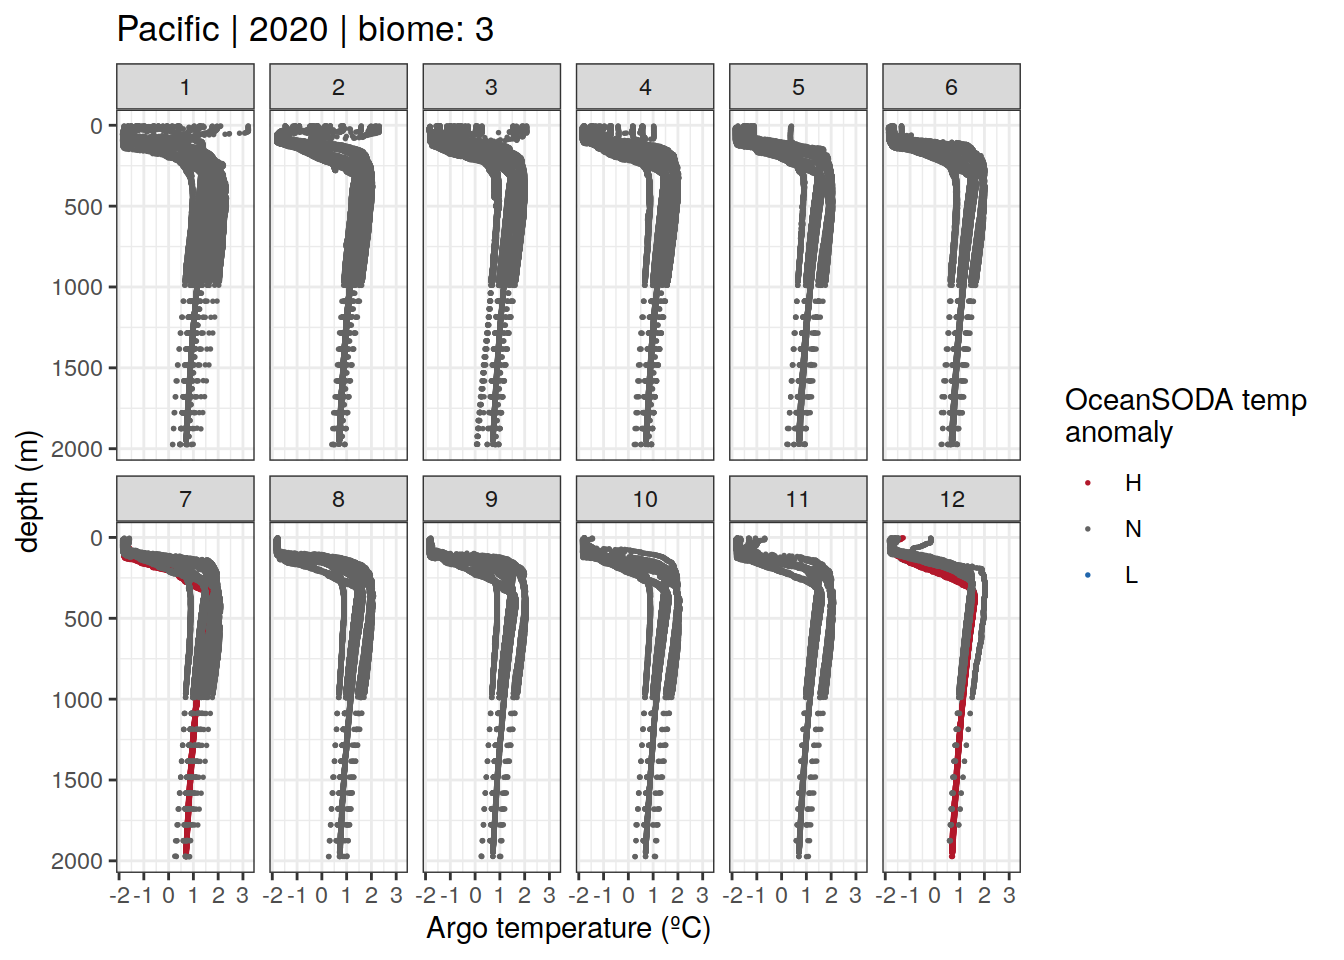 Pacific | 2020 | biome: 3
1 2 3 4 5 6
0
500
1000
1500
2000
7 8 9 10 11 12
0
500
1000
1500
2000
-2 -1 0 1 2 3 -2 -1 0 1 2 3 -2 -1 0 1 2 3 -2 -1 0 1 2 3 -2 -1 0 1 2 3 -2 -1 0 1 2 3
depth (m)
Argo temperature (ºC)
OceanSODA temp
anomaly
H
N
L